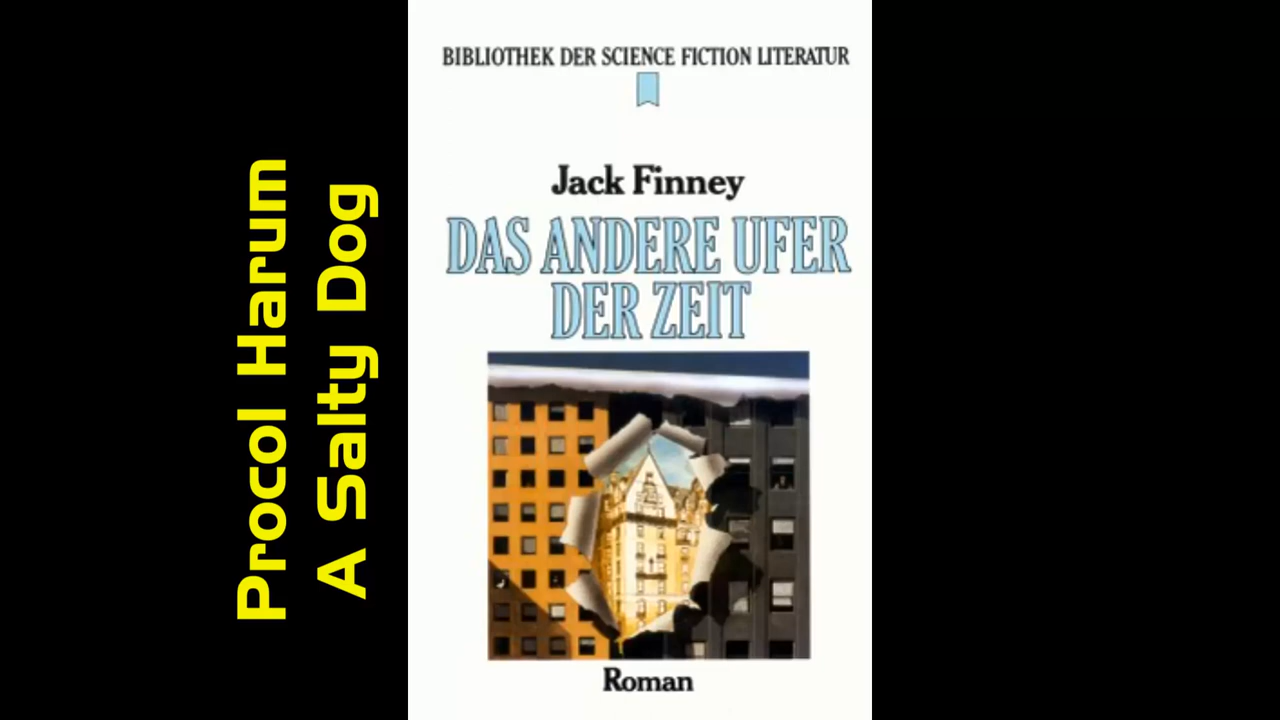 Procol Harum
A Salty Dog
BIBLIOTHEK DER SCIENCE FICTION LITERATUR
Jack Finney
DAS ANDERE UFER
DER ZEIT
Roman